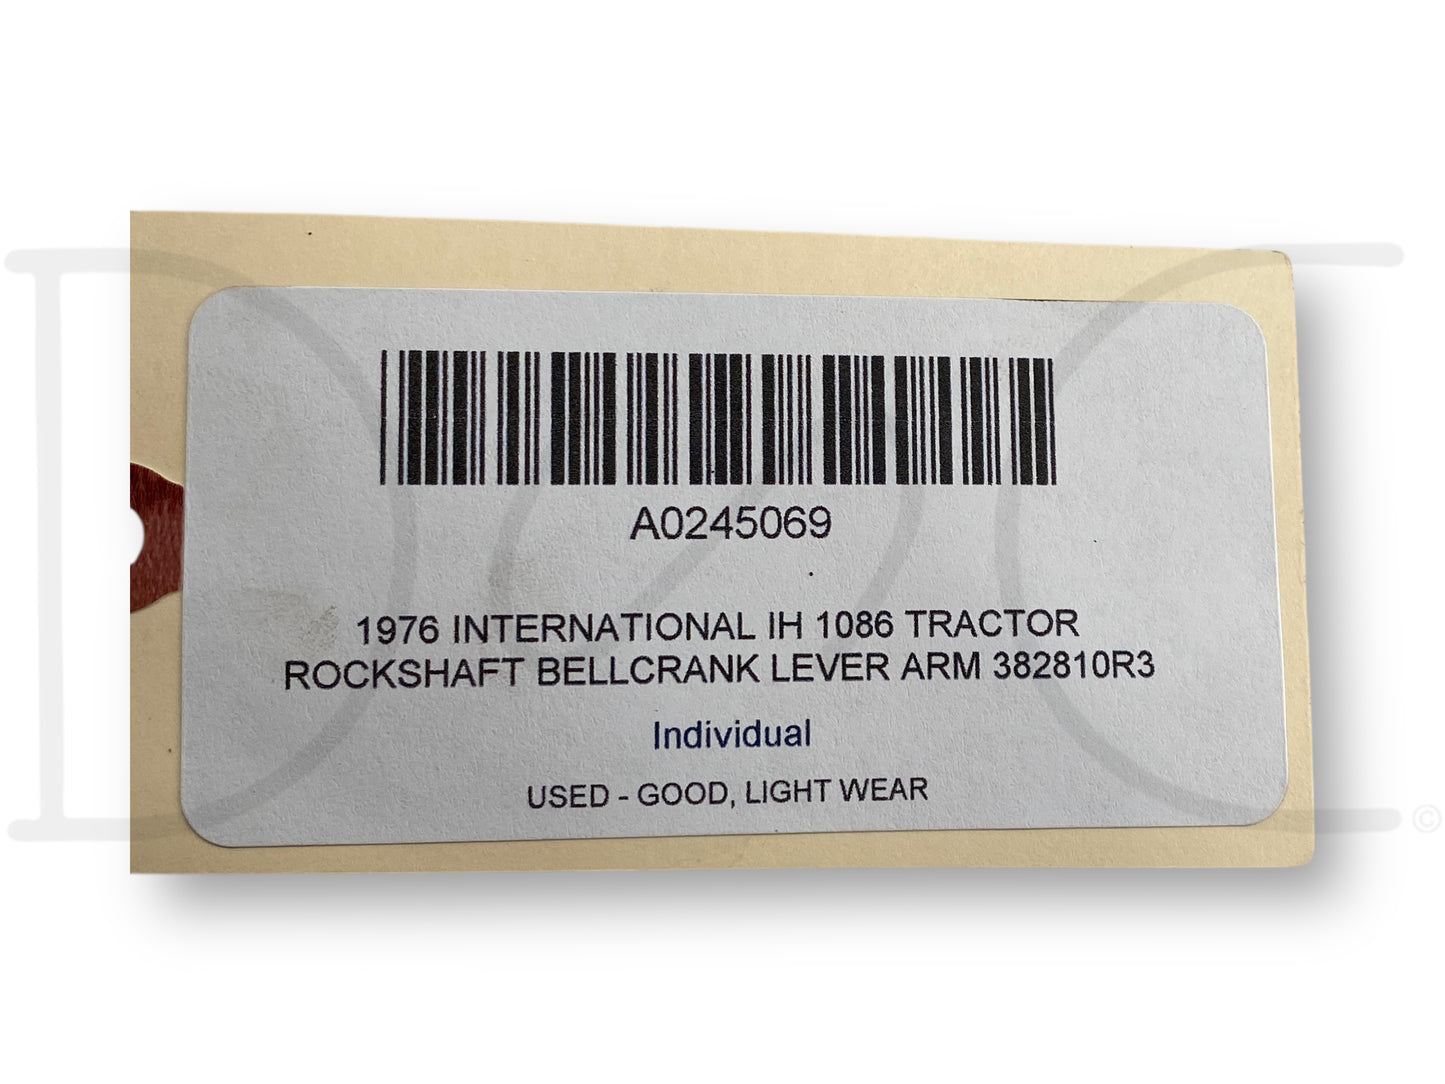 A0245069
1976 INTERNATIONAL IH 1086 TRACTOR
ROCKSHAFT BELLCRANK LEVER ARM 382810R3
Individual
USED - GOOD, LIGHT WEAR
©